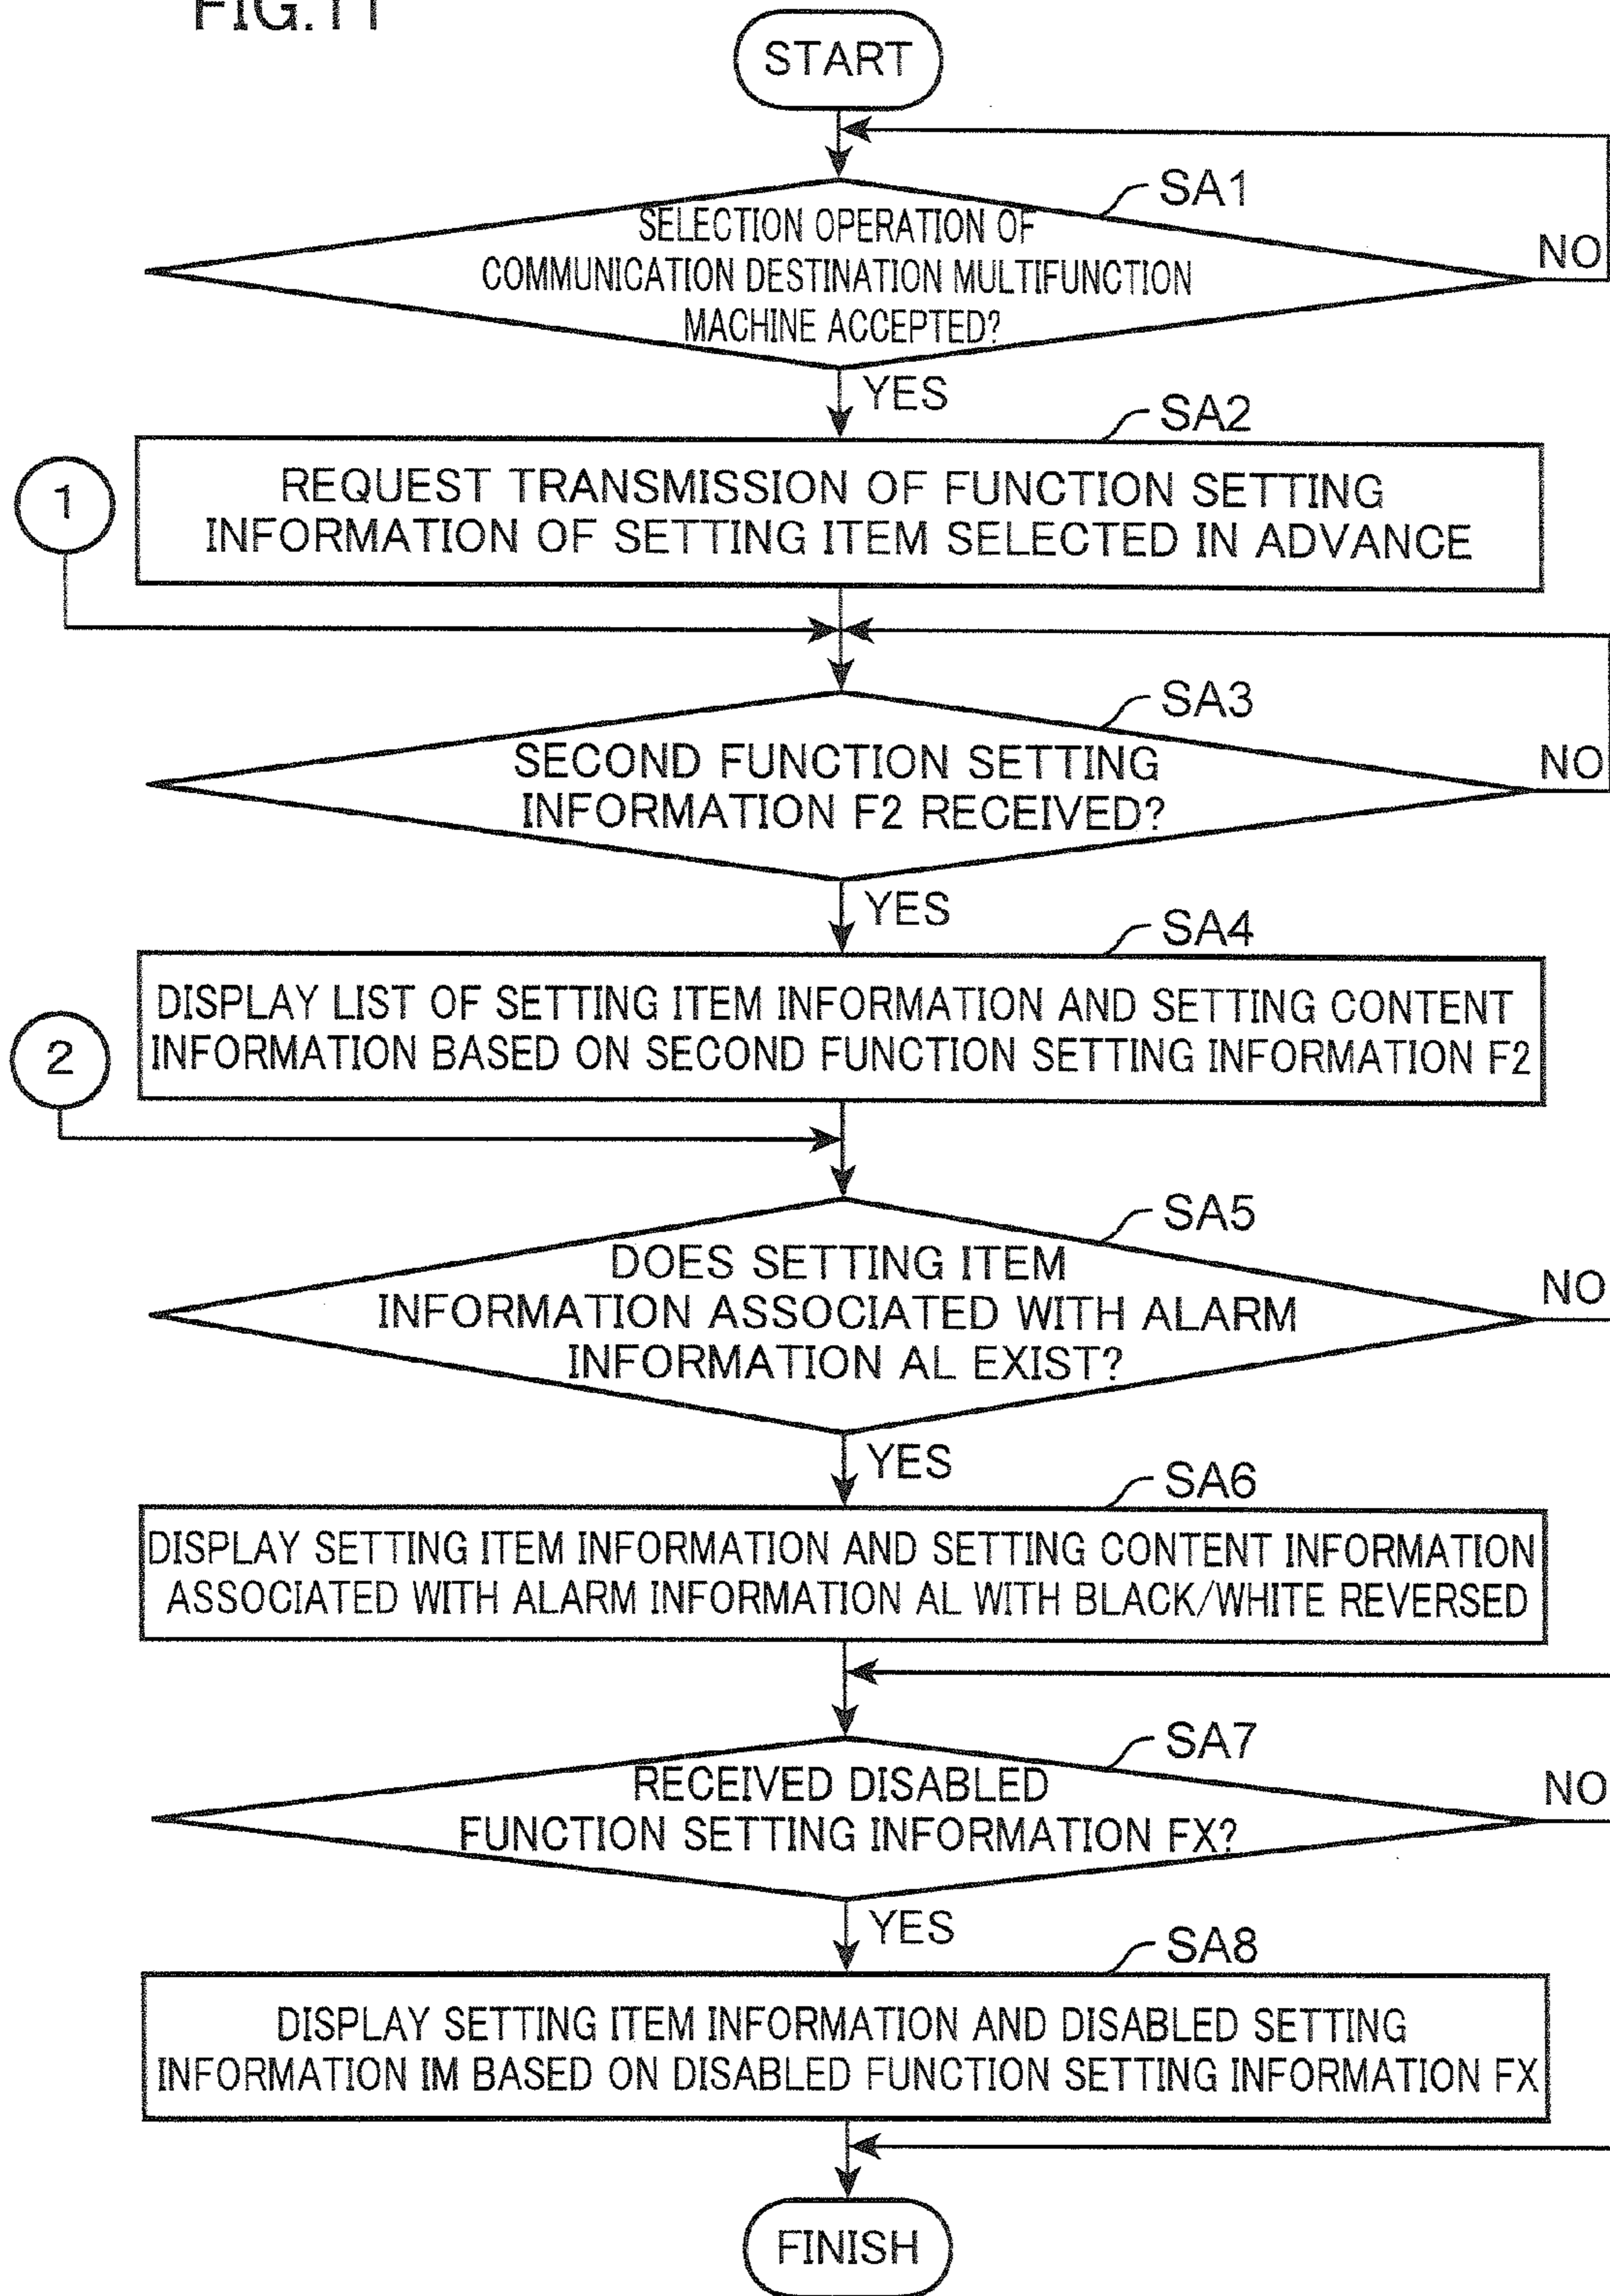 FIG.11
START
SA1
SELECTION OPERATION OF
COMMUNICATION DESTINATION MULTIFUNCTION
MACHINE ACCEPTED?
NO
YES
SA2
1
REQUEST TRANSMISSION OF FUNCTION SETTING
INFORMATION OF SETTING ITEM SELECTED IN ADVANCE
SA3
SECOND FUNCTION SETTING
INFORMATION F2 RECEIVED?
NO
YES
SA4
DISPLAY LIST OF SETTING ITEM INFORMATION AND SETTING CONTENT
INFORMATION BASED ON SECOND FUNCTION SETTING INFORMATION F2
2
SA5
DOES SETTING ITEM
INFORMATION ASSOCIATED WITH ALARM
INFORMATION AL EXIST?
NO
YES
SA6
DISPLAY SETTING ITEM INFORMATION AND SETTING CONTENT INFORMATION
ASSOCIATED WITH ALARM INFORMATION AL WITH BLACK/WHITE REVERSED
SA7
RECEIVED DISABLED
FUNCTION SETTING INFORMATION FX?
NO
YES
SA8
DISPLAY SETTING ITEM INFORMATION AND DISABLED SETTING
INFORMATION IM BASED ON DISABLED FUNCTION SETTING INFORMATION FX
FINISH